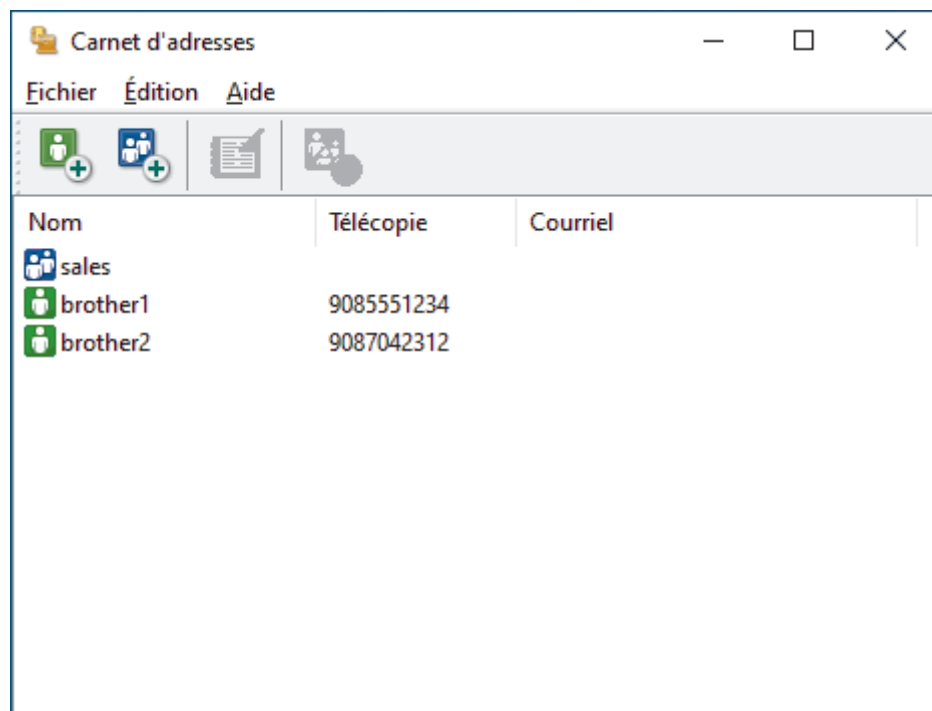 Carnet d'adresses
Fichier Édition Aide
Nom Télécopie Courriel
sales
brother1 9085551234
brother2 9087042312